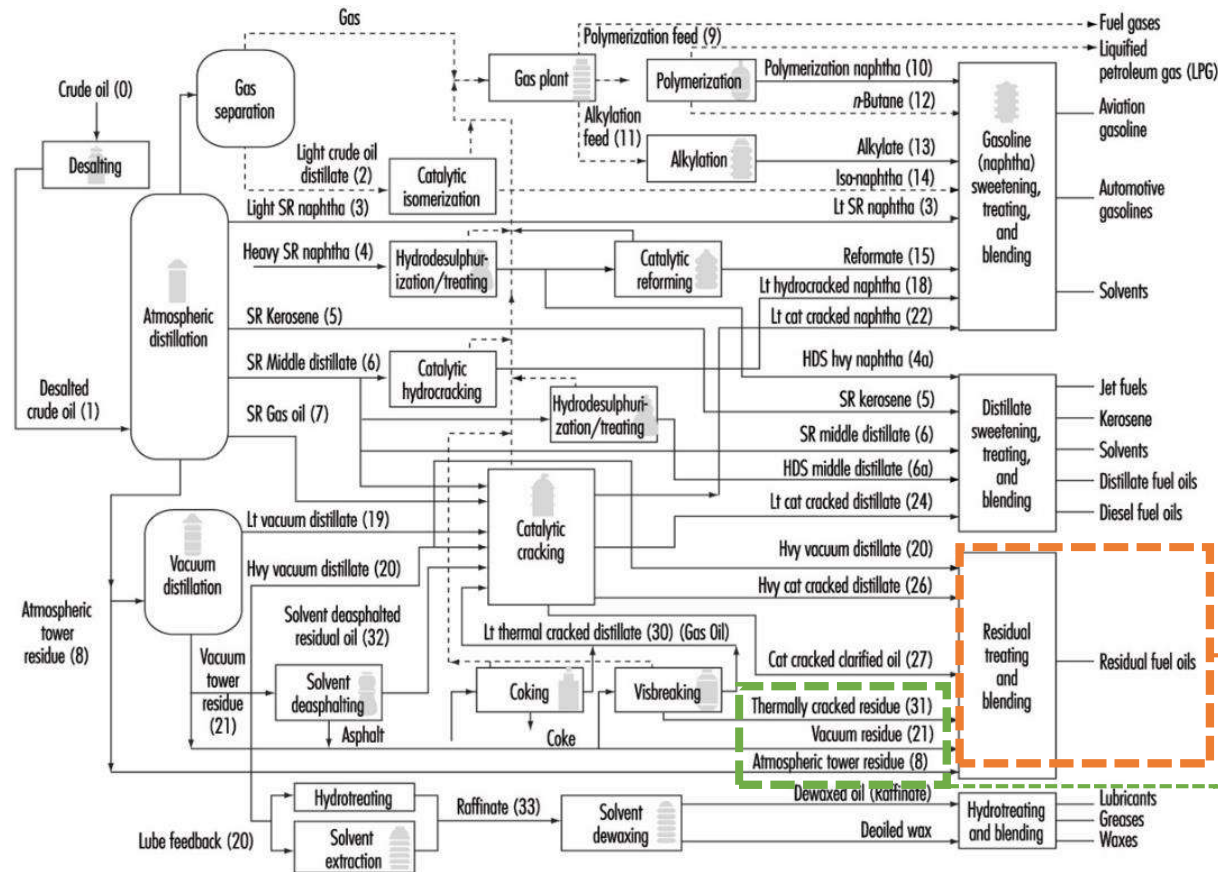 Gas
Fuel gases
Polymerization feed (9)
Liquified
petroleum gas (LPG)
Crude oil (0)
Gas
separation
Gas plant
Polymerization
Polymerization naphtha (10)
n-Butane (12)
Aviation
gasoline
Desalting
Alkylation
feed (11)
Light crude oil
distillate (2)
Catalytic
isomerization
Alkylation
Alkylate (13)
Gasoline
(naphtha)
sweetening,
treating,
and
blending
Iso-naphtha (14)
Automotive
gasolines
Light SR naphtha (3)
Lt SR naphtha (3)
Heavy SR naphtha (4)
Hydrodesulphur-
ization/treating
Catalytic
reforming
Reformate (15)
Lt hydrocracked naphtha (18)
Solvents
Atmospheric
distillation
SR Kerosene (5)
Lt cat cracked naphtha (22)
SR Middle distillate (6)
Catalytic
hydrocracking
HDS hvy naphtha (4a)
Jet fuels
Desalted
crude oil (1)
SR Gas oil (7)
Hydrodesulphur-
ization/treating
SR kerosene (5)
Distillate
sweetening,
treating,
and
blending
Kerosene
SR middle distillate (6)
Solvents
HDS middle distillate (6a)
Distillate fuel oils
Lt cat cracked distillate (24)
Diesel fuel oils
Lt vacuum distillate (19)
Catalytic
cracking
Vacuum
distillation
Hvy vacuum distillate (20)
Hvy vacuum distillate (20)
Hvy cat cracked distillate (26)
Atmospheric
tower
residue (8)
Solvent deasphalted
residual oil (32)
Lt thermal cracked distillate (30) (Gas Oil)
Residual
treating
and
blending
Residual fuel oils
Vacuum
tower
residue
(21)
Solvent
deasphalting
Cat cracked clarified oil (27)
Coking
Visbreaking
Thermally cracked residue (31)
Asphalt
Coke
Vacuum residue (21)
Atmospheric tower residue (8)
Hydrotreating
Raffinate (33)
Solvent
dewaxing
Dewaxed oil (Raffinate)
Hydrotreating
and blending
Lubricants
Greases
Waxes
Lube feedback (20)
Solvent
extraction
Deoiled wax